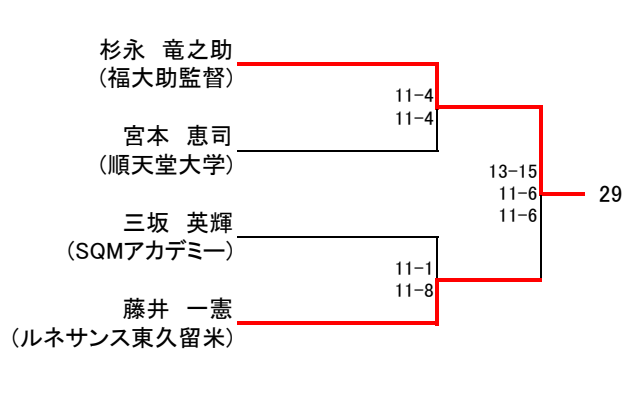 杉永　竜之助
(福大助監督)
11-4
11-4
宮本　恵司
(順天堂大学)
13-15
11-6
11-6
29
三坂　英輝
(SQMアカデミー)
11-1
11-8
藤井　一憲
(ルネサンス東久留米)